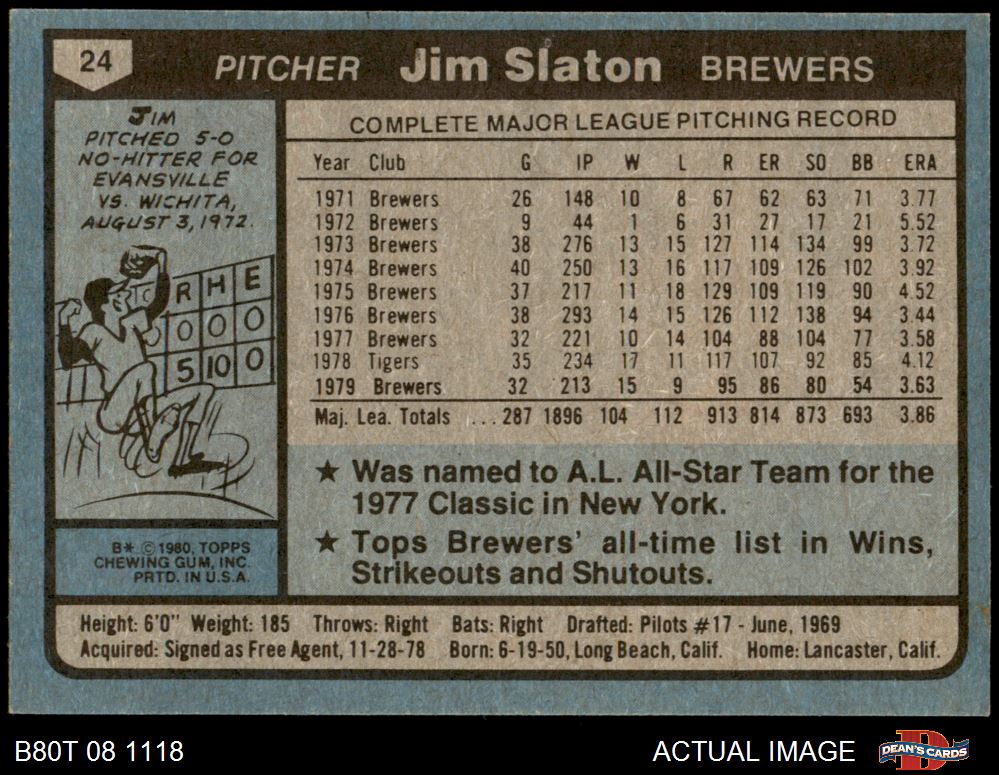 24
PITCHER Jim Slaton BREWERS
JIM
PITCHED 5-0
NO-HITTER FOR
EVANSVILLE
VS. WICHITA,
AUGUST 3, 1972.
R H E
0 0 0
5 10 0
B* © 1980, TOPPS
CHEWING GUM, INC.
PRTD. IN U.S.A.
COMPLETE MAJOR LEAGUE PITCHING RECORD
Year Club G IP W L R ER SO BB ERA
1971 Brewers 26 148 10 8 67 62 63 71 3.77
1972 Brewers 9 44 1 6 31 27 17 21 5.52
1973 Brewers 38 276 13 15 127 114 134 99 3.72
1974 Brewers 40 250 13 16 117 109 126 102 3.92
1975 Brewers 37 217 11 18 129 109 119 90 4.52
1976 Brewers 38 293 14 15 126 112 138 94 3.44
1977 Brewers 32 221 10 14 104 88 104 77 3.58
1978 Tigers 35 234 17 11 117 107 92 85 4.12
1979 Brewers 32 213 15 9 95 86 80 54 3.63
Maj. Lea. Totals ... 287 1896 104 112 913 814 873 693 3.86
★ Was named to A.L. All-Star Team for the
1977 Classic in New York.
★ Tops Brewers' all-time list in Wins,
Strikeouts and Shutouts.
Height: 6'0" Weight: 185 Throws: Right Bats: Right Drafted: Pilots #17 - June, 1969
Acquired: Signed as Free Agent, 11-28-78 Born: 6-19-50, Long Beach, Calif. Home: Lancaster, Calif.
B80T 08 1118
ACTUAL IMAGE
D
DEAN'S CARDS